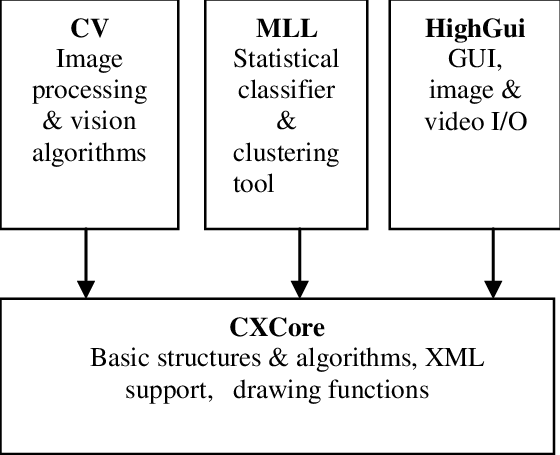 CV
Image
processing
& vision
algorithms
MLL
Statistical
classifier
&
clustering
tool
HighGui
GUI,
image &
video I/O
CXCore
Basic structures & algorithms, XML
support, drawing functions